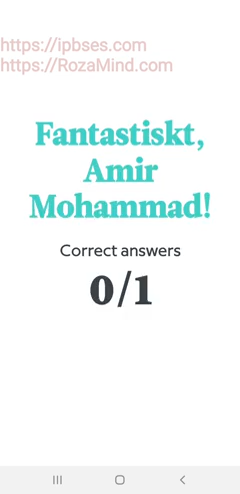 https://ipbses.com
https://RozaMind.com
Fantastiskt,
Amir
Mohammad!
Correct answers
0/1